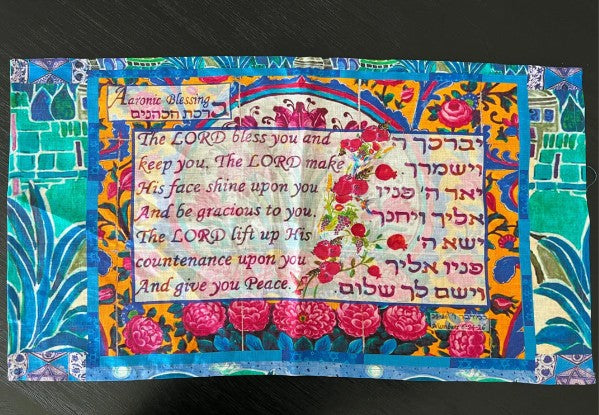 Aaronic Blessing
ברכת הכהנים
The LORD bless you and
keep you. The LORD make
His face shine upon you
And be gracious to you.
The LORD lift up His
countenance upon you
And give you Peace.
יברכך ה'
וישמרך
יאר ה' פניו
אליך ויחנך
ישא ה'
פניו אליך
וישם לך שלום
Numbers